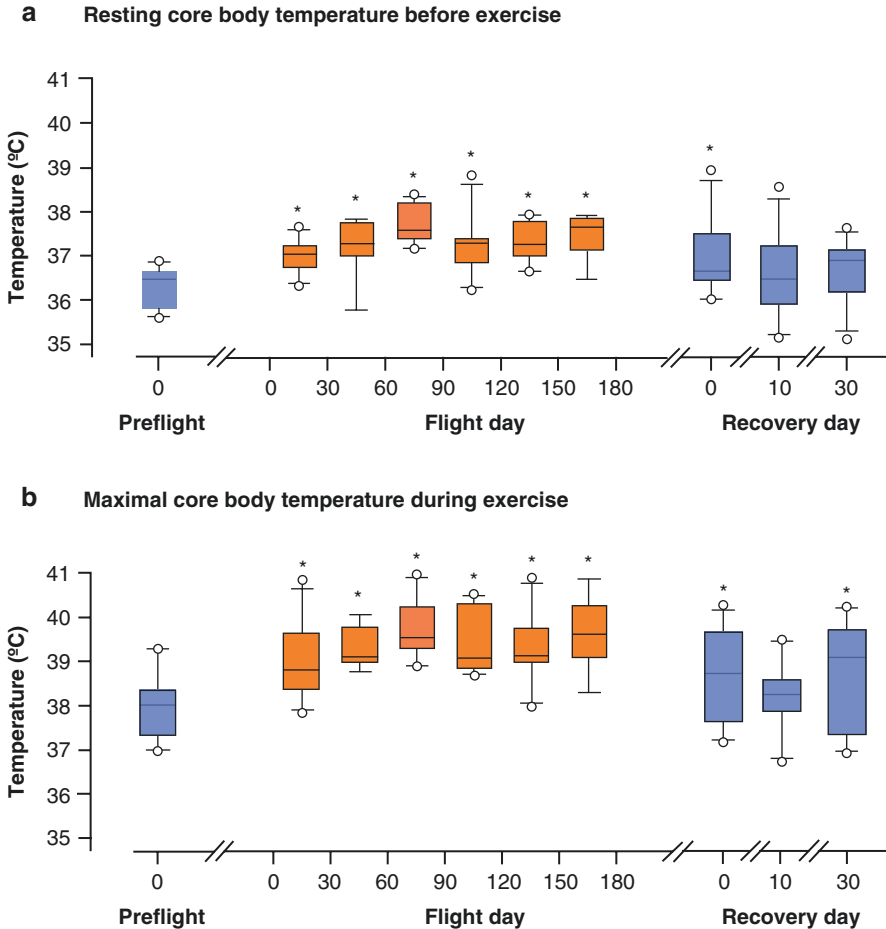 a Resting core body temperature before exercise
41
40
39
38
37
36
35
Temperature (ºC)
* * * * * * *
0 0 30 60 90 120 150 180 0 10 30
Preflight Flight day Recovery day
b Maximal core body temperature during exercise
41
40
39
38
37
36
35
Temperature (ºC)
* * * * * * * *
0 0 30 60 90 120 150 180 0 10 30
Preflight Flight day Recovery day